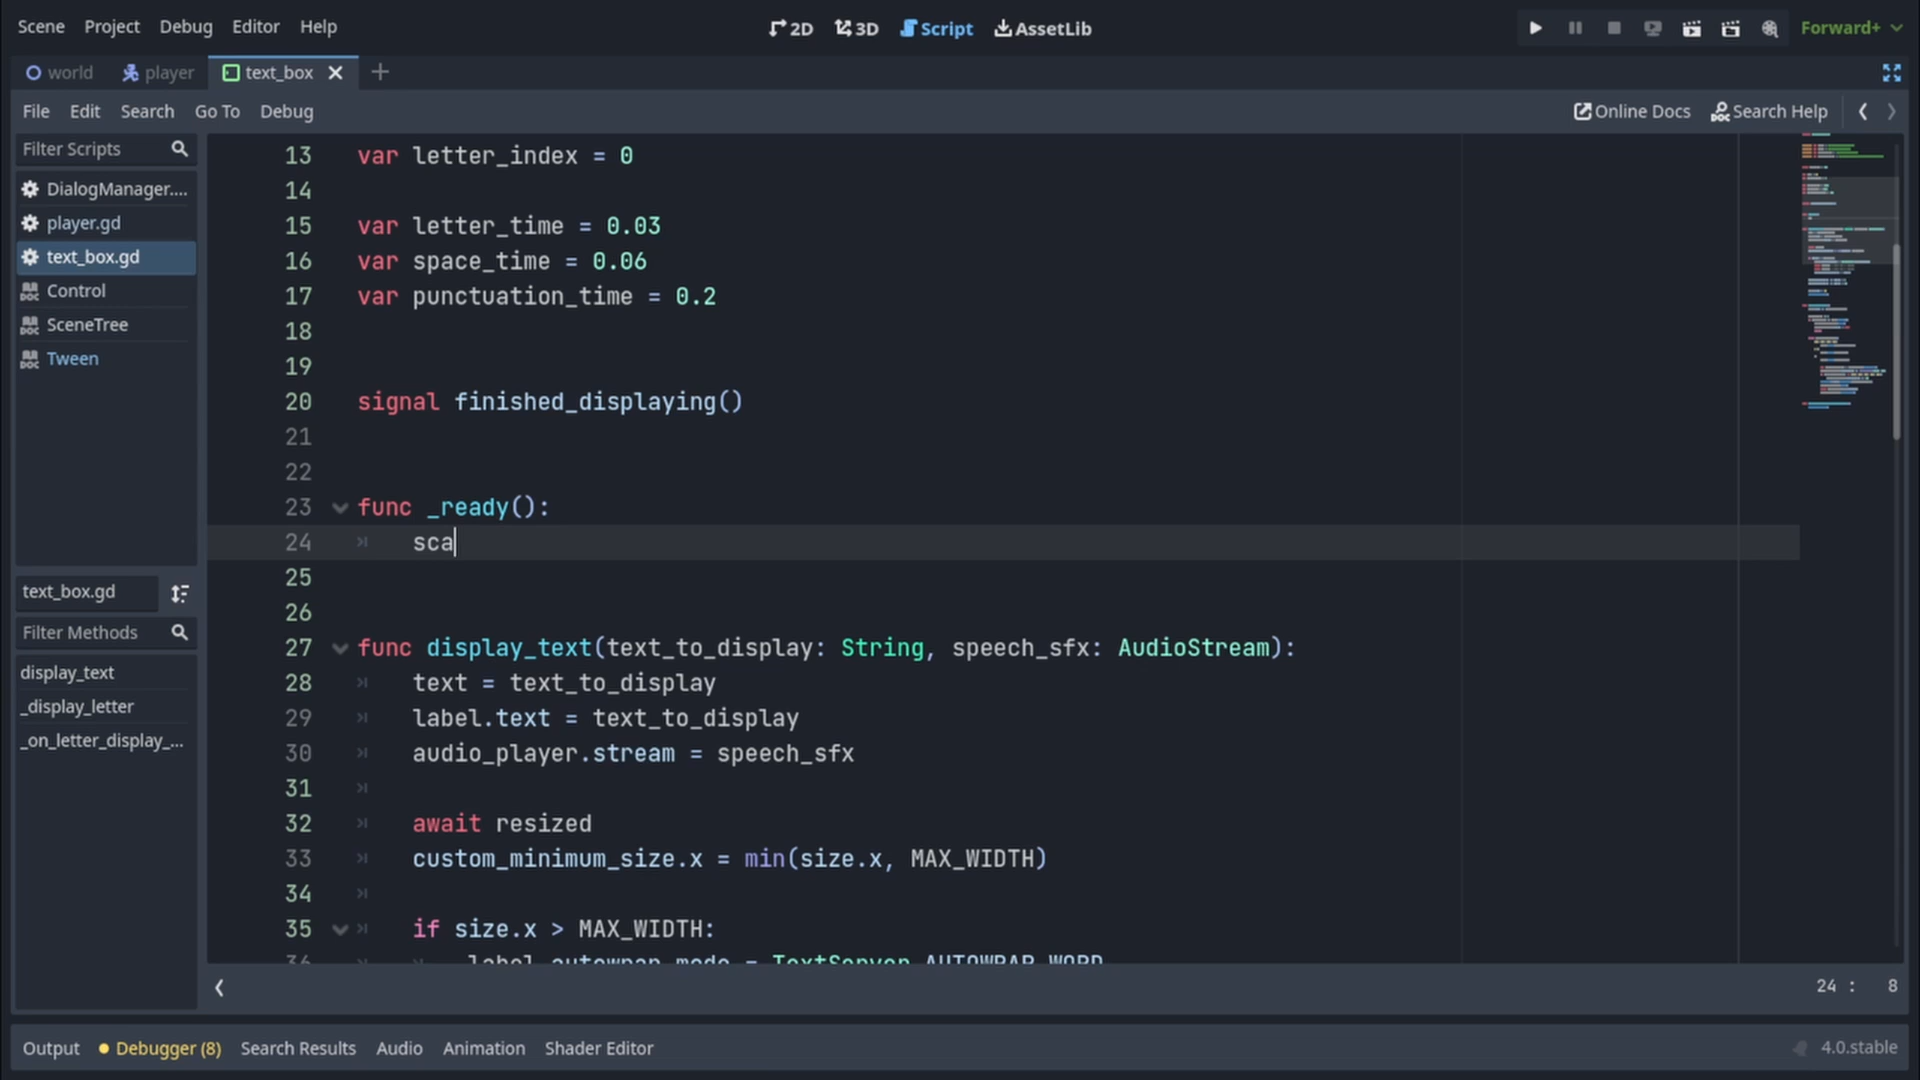 Scene Project Debug Editor Help
2D 3D Script AssetLib
Forward+
world player text_box
File Edit Search Go To Debug
Online Docs Search Help
Filter Scripts
DialogManager....
player.gd
text_box.gd
Control
SceneTree
Tween
text_box.gd
Filter Methods
display_text
_display_letter
_on_letter_display_...
13 var letter_index = 0
14
15 var letter_time = 0.03
16 var space_time = 0.06
17 var punctuation_time = 0.2
18
19
20 signal finished_displaying()
21
22
23 func _ready():
24 sca
25
26
27 func display_text(text_to_display: String, speech_sfx: AudioStream):
28 text = text_to_display
29 label.text = text_to_display
30 audio_player.stream = speech_sfx
31
32 await resized
33 custom_minimum_size.x = min(size.x, MAX_WIDTH)
34
35 if size.x > MAX_WIDTH:
36 label.autowrap_mode = TextServer.AUTOWRAP_WORD
24 : 8
Output Debugger (8) Search Results Audio Animation Shader Editor
4.0.stable